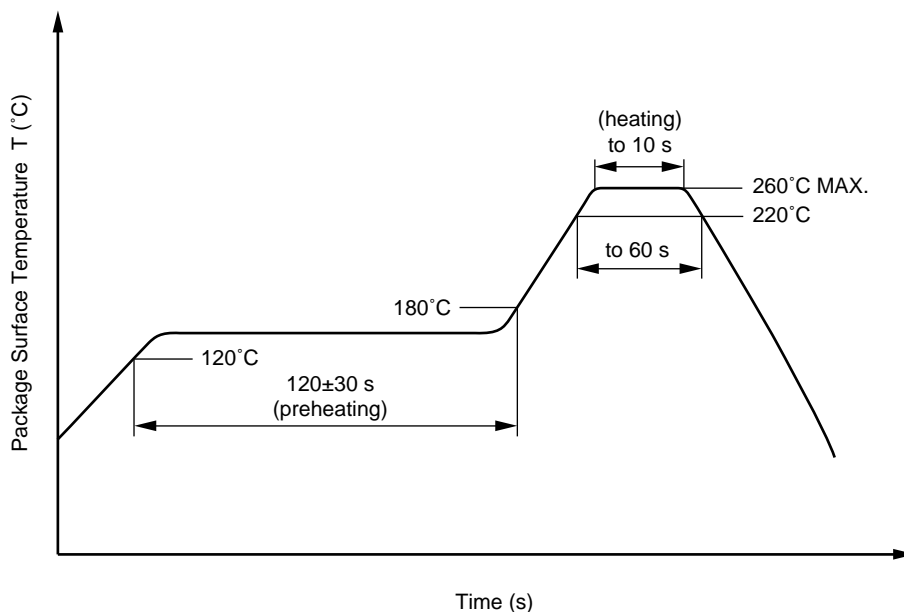 Package Surface Temperature T (˚C)
(heating)
to 10 s
260˚C MAX.
220˚C
to 60 s
180˚C
120˚C
120±30 s
(preheating)
Time (s)